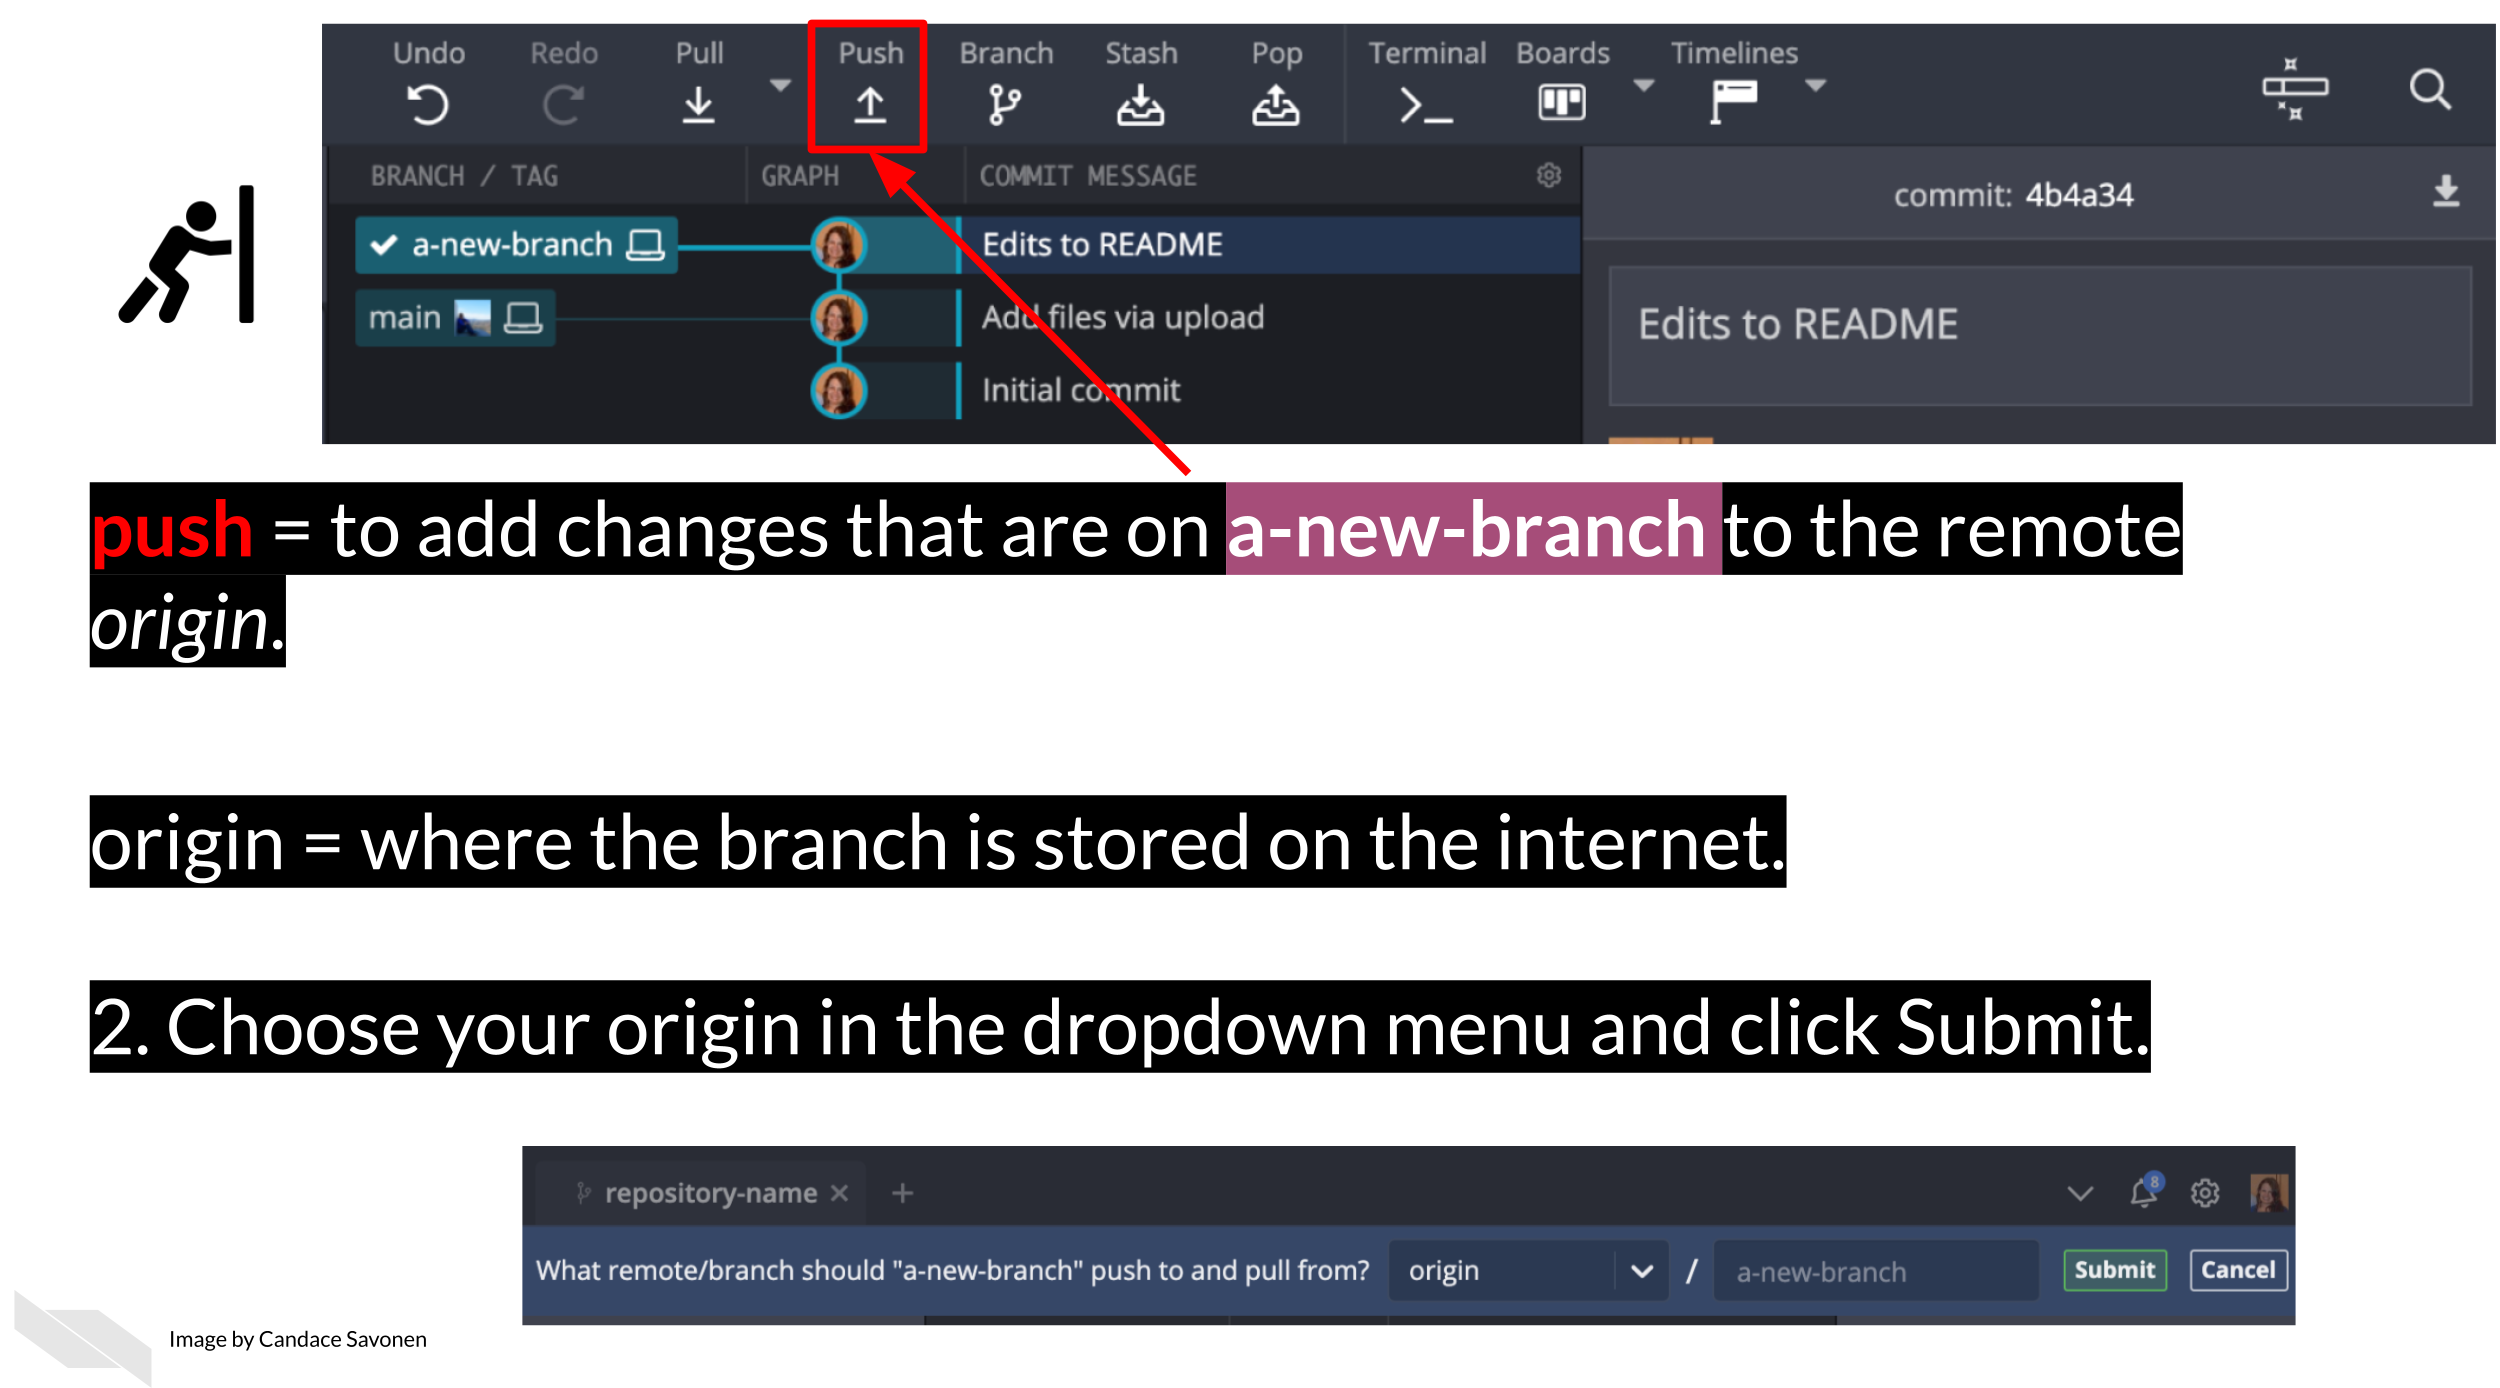 Undo Redo Pull Push Branch Stash Pop Terminal Boards Timelines
BRANCH / TAG GRAPH COMMIT MESSAGE
commit: 4b4a34
a-new-branch Edits to README
main Add files via upload
Edits to README
Initial commit
push = to add changes that are on a-new-branch to the remote
origin.
origin = where the branch is stored on the internet.
2. Choose your origin in the dropdown menu and click Submit.
repository-name 8
What remote/branch should "a-new-branch" push to and pull from? origin / a-new-branch Submit Cancel
Image by Candace Savonen